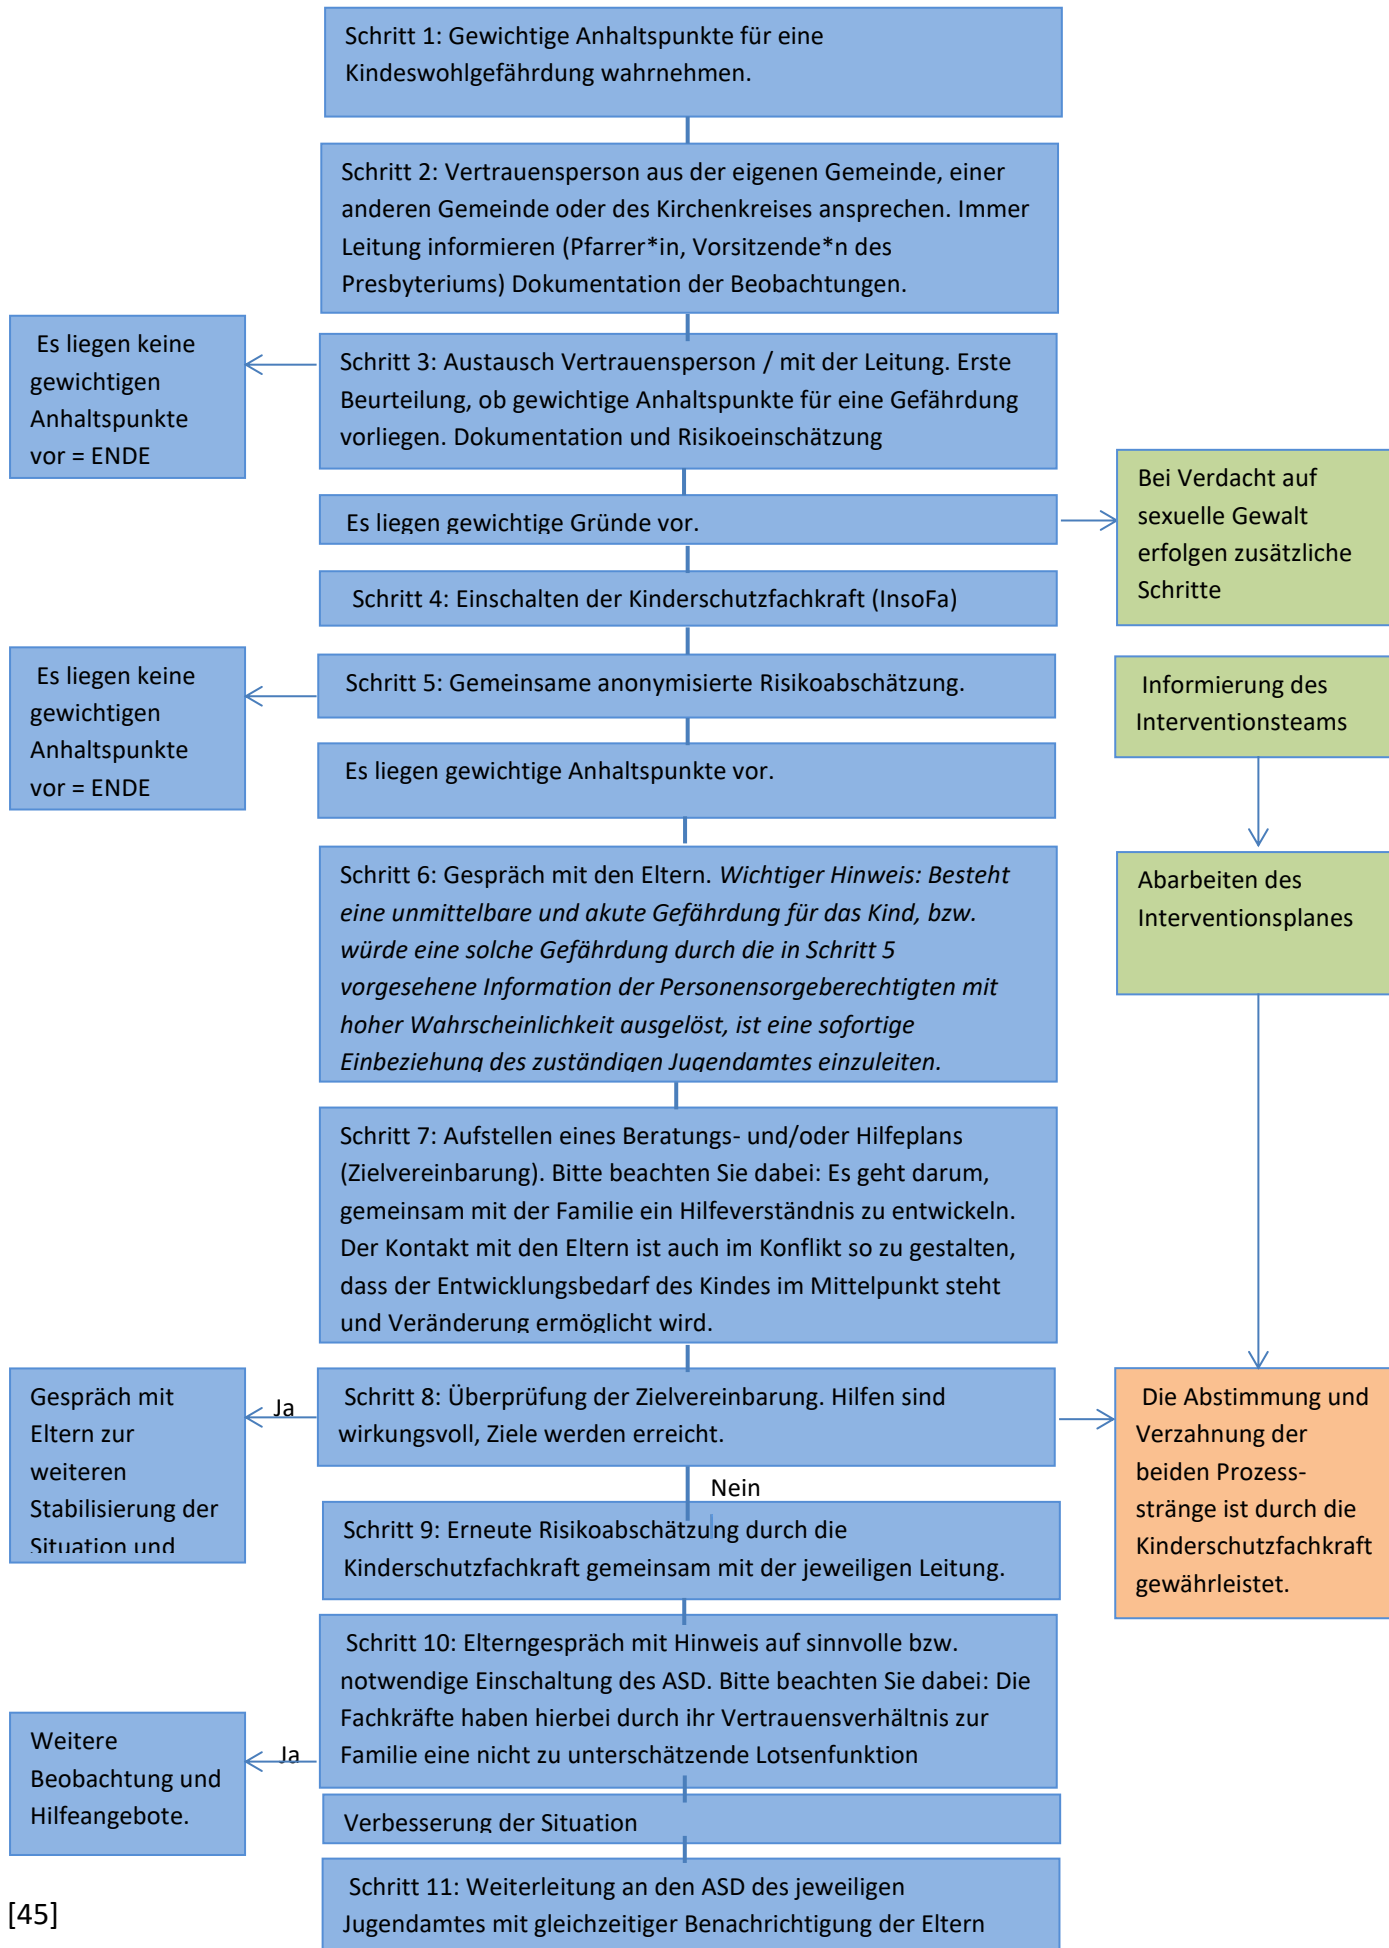 Schritt 1: Gewichtige Anhaltspunkte für eine
Kindeswohlgefährdung wahrnehmen.
Schritt 2: Vertrauensperson aus der eigenen Gemeinde, einer
anderen Gemeinde oder des Kirchenkreises ansprechen. Immer
Leitung informieren (Pfarrer*in, Vorsitzende*n des
Presbyteriums) Dokumentation der Beobachtungen.
Es liegen keine
gewichtigen
Anhaltspunkte
vor = ENDE
Schritt 3: Austausch Vertrauensperson / mit der Leitung. Erste
Beurteilung, ob gewichtige Anhaltspunkte für eine Gefährdung
vorliegen. Dokumentation und Risikoeinschätzung
Es liegen gewichtige Gründe vor.
Bei Verdacht auf
sexuelle Gewalt
erfolgen zusätzliche
Schritte
Schritt 4: Einschalten der Kinderschutzfachkraft (InsoFa)
Es liegen keine
gewichtigen
Anhaltspunkte
vor = ENDE
Schritt 5: Gemeinsame anonymisierte Risikoabschätzung.
Informierung des
Interventionsteams
Es liegen gewichtige Anhaltspunkte vor.
Schritt 6: Gespräch mit den Eltern. Wichtiger Hinweis: Besteht
eine unmittelbare und akute Gefährdung für das Kind, bzw.
würde eine solche Gefährdung durch die in Schritt 5
vorgesehene Information der Personensorgeberechtigten mit
hoher Wahrscheinlichkeit ausgelöst, ist eine sofortige
Einbeziehung des zuständigen Jugendamtes einzuleiten.
Abarbeiten des
Interventionsplanes
Schritt 7: Aufstellen eines Beratungs- und/oder Hilfeplans
(Zielvereinbarung). Bitte beachten Sie dabei: Es geht darum,
gemeinsam mit der Familie ein Hilfeverständnis zu entwickeln.
Der Kontakt mit den Eltern ist auch im Konflikt so zu gestalten,
dass der Entwicklungsbedarf des Kindes im Mittelpunkt steht
und Veränderung ermöglicht wird.
Gespräch mit
Eltern zur
weiteren
Stabilisierung der
Situation und
Ja
Schritt 8: Überprüfung der Zielvereinbarung. Hilfen sind
wirkungsvoll, Ziele werden erreicht.
Die Abstimmung und
Verzahnung der
beiden Prozess-
stränge ist durch die
Kinderschutzfachkraft
gewährleistet.
Nein
Schritt 9: Erneute Risikoabschätzung durch die
Kinderschutzfachkraft gemeinsam mit der jeweiligen Leitung.
Schritt 10: Elterngespräch mit Hinweis auf sinnvolle bzw.
notwendige Einschaltung des ASD. Bitte beachten Sie dabei: Die
Fachkräfte haben hierbei durch ihr Vertrauensverhältnis zur
Familie eine nicht zu unterschätzende Lotsenfunktion
Ja
Weitere
Beobachtung und
Hilfeangebote.
Verbesserung der Situation
Schritt 11: Weiterleitung an den ASD des jeweiligen
Jugendamtes mit gleichzeitiger Benachrichtigung der Eltern
[45]